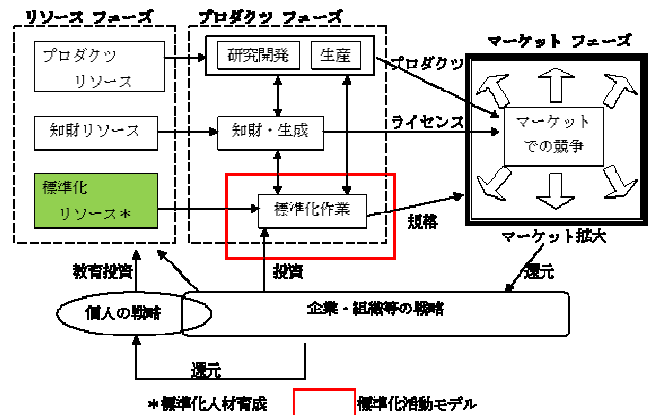 リソース フェーズ
プロダクツ フェーズ
マーケット フェーズ
プロダクツ
リソース
研究開発
生産
プロダクツ
知財リソース
知財・生成
ライセンス
マーケット
での競争
標準化
リソース＊
標準化作業
規格
マーケット拡大
教育投資
投資
還元
個人の戦略
企業・組織等の戦略
還元
＊標準化人材育成
標準化活動モデル